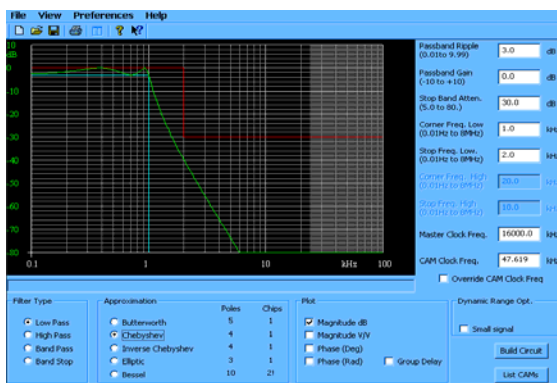 File View Preferences Help
10
dB
0
-10
-20
-30
-40
-50
-60
-70
-80
0.1 1 10 kHz 100
Passband Ripple
(0.01to 9.99)
3.0
dB
Passband Gain
(-10 to +10)
0.0
dB
Stop Band Atten.
(5.0 to 80.)
30.0
dB
Corner Freq. Low
(0.01Hz to 8MHz)
1.0
kHz
Stop Freq. Low.
(0.01Hz to 8MHz)
2.0
kHz
Corner Freq. High
(0.01Hz to 8MHz)
20.0
kHz
Stop Freq. High
(0.01Hz to 8MHz)
10.0
kHz
Master Clock Freq.
16000.0
kHz
CAM Clock Freq.
47.619
kHz
Override CAM Clock Freq
Filter Type
Low Pass
High Pass
Band Pass
Band Stop
Approximation
Poles Chips
Butterworth 5 1
Chebyshev 4 1
Inverse Chebyshev 4 1
Elliptic 3 1
Bessel 10 2!
Plot
Magnitude dB
Magnitude V/V
Phase (Deg)
Phase (Rad)
Group Delay
Dynamic Range Opt.
Small signal
Build Circuit
List CAMs